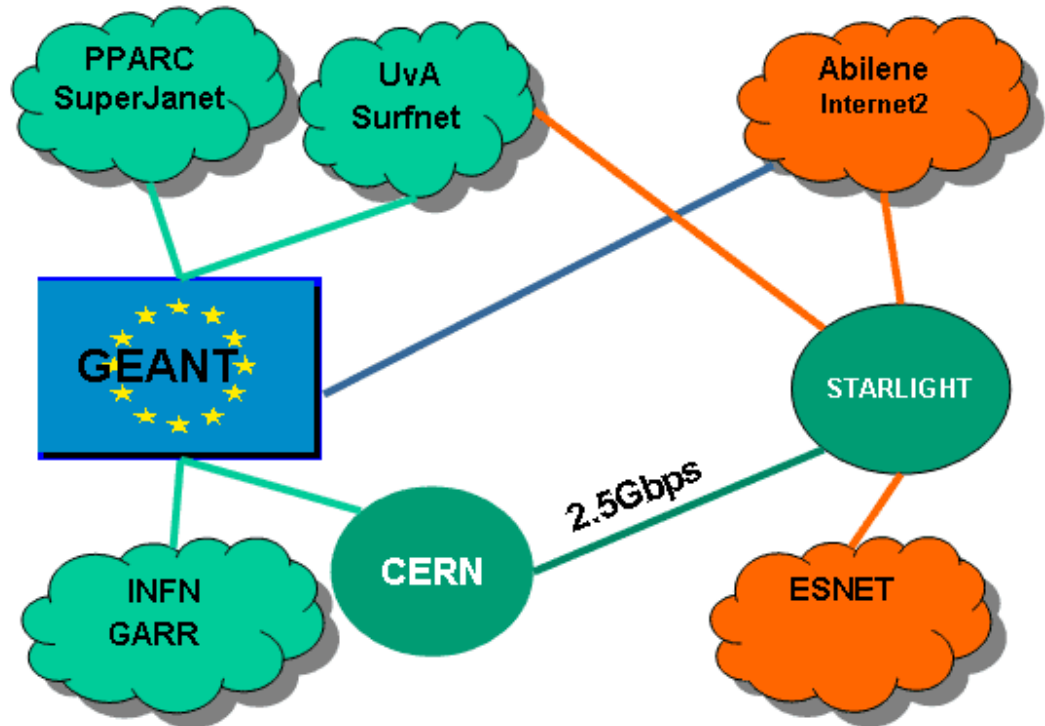 PPARC
SuperJanet
UvA
Surfnet
Abilene
Internet2
GEANT
STARLIGHT
2.5Gbps
CERN
INFN
GARR
ESNET